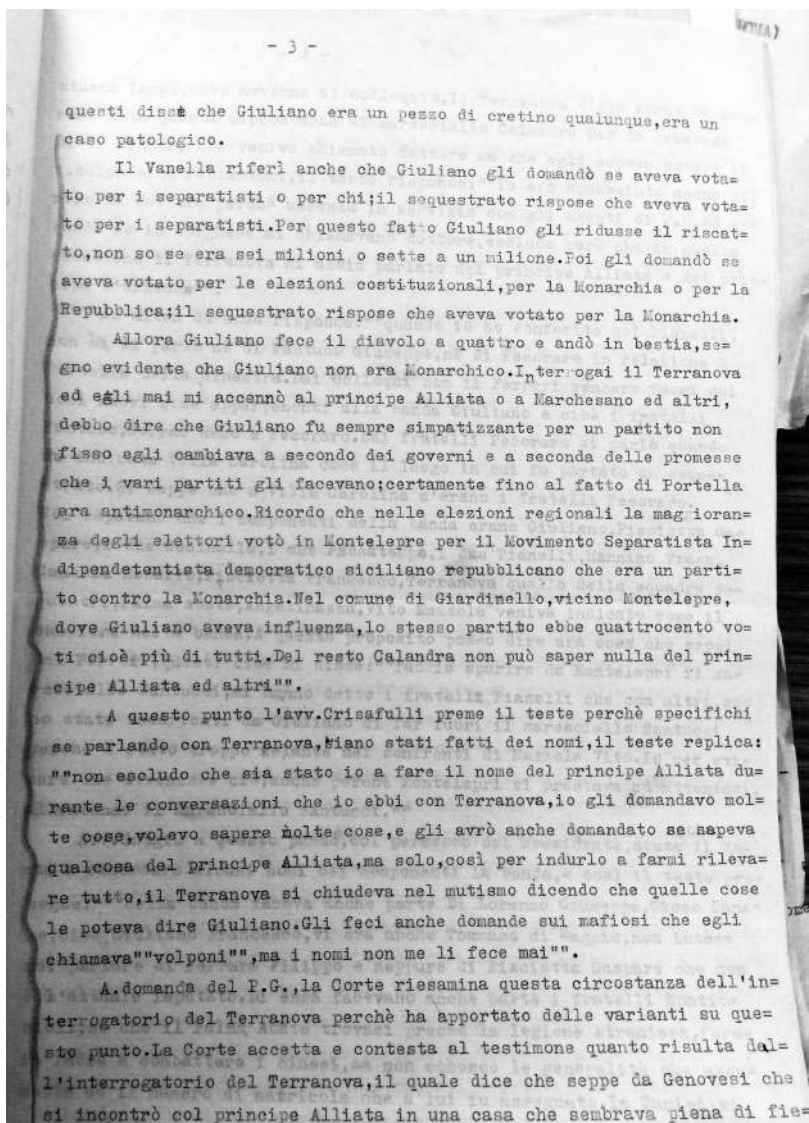 - 3 -
questi disse che Giuliano era un pezzo di cretino qualunque,era un
caso patologico.
Il Vanella riferì anche che Giuliano gli domandò se aveva vota=
to per i separatisti o per chi;il sequestrato rispose che aveva vota=
to per i separatisti.Per questo fatto Giuliano gli ridusse il riscat=
to,non so se era sei milioni o sette a un milione.Poi gli domandò se
aveva votato per le elezioni costituzionali,per la Monarchia o per la
Repubblica;il sequestrato rispose che aveva votato per la Monarchia.
Allora Giuliano fece il diavolo a quattro e andò in bestia,se=
gno evidente che Giuliano non era Monarchico.Interrogai il Terranova
ed egli mai mi accennò al principe Alliata o a Marchesano ed altri,
debbo dire che Giuliano fu sempre simpatizzante per un partito non
fisso egli cambiava a secondo dei governi e a seconda delle promesse
che i vari partiti gli facevano;certamente fino al fatto di Portella
era antimonarchico.Ricordo che nelle elezioni regionali la mag ioran=
za degli elettori votò in Montelepre per il Movimento Separatista In=
dipendetentista democratico siciliano repubblicano che era un parti=
to contro la Monarchia.Nel comune di Giardinello,vicino Montelepre,
dove Giuliano aveva influenza,lo stesso partito ebbe quattrocento vo=
ti cioè più di tutti.Del resto Calandra non può saper nulla del prin=
cipe Alliata ed altri"".
A questo punto l'avv.Crisafulli preme il teste perchè specifichi
se parlando con Terranova,siano stati fatti dei nomi,il teste replica:
""non escludo che sia stato io a fare il nome del principe Alliata du=
rante le conversazioni che io ebbi con Terranova,io gli domandavo mol=
te cose,volevo sapere molte cose,e gli avrò anche domandato se sapeva
qualcosa del principe Alliata,ma solo,così per indurlo a farmi rileva=
re tutto,il Terranova si chiudeva nel mutismo dicendo che quelle cose
le poteva dire Giuliano.Gli feci anche domande sui mafiosi che egli
chiamava""volponi"",ma i nomi non me li fece mai"".
A.domanda del P.G.,la Corte riesamina questa circostanza dell'in=
terrogatorio del Terranova perchè ha apportato delle varianti su que=
sto punto.La Corte accetta e contesta al testimone quanto risulta dal=
l'interrogatorio del Terranova,il quale dice che seppe da Genovesi che
si incontrò col principe Alliata in una casa che sembrava piena di fie=